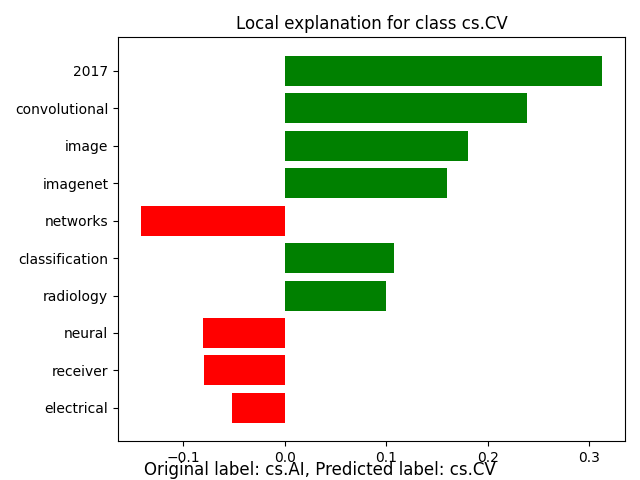 Local explanation for class cs.CV
2017
convolutional
image
imagenet
networks
classification
radiology
neural
receiver
electrical
−0.1 0.0 0.1 0.2 0.3
Original label: cs.AI, Predicted label: cs.CV